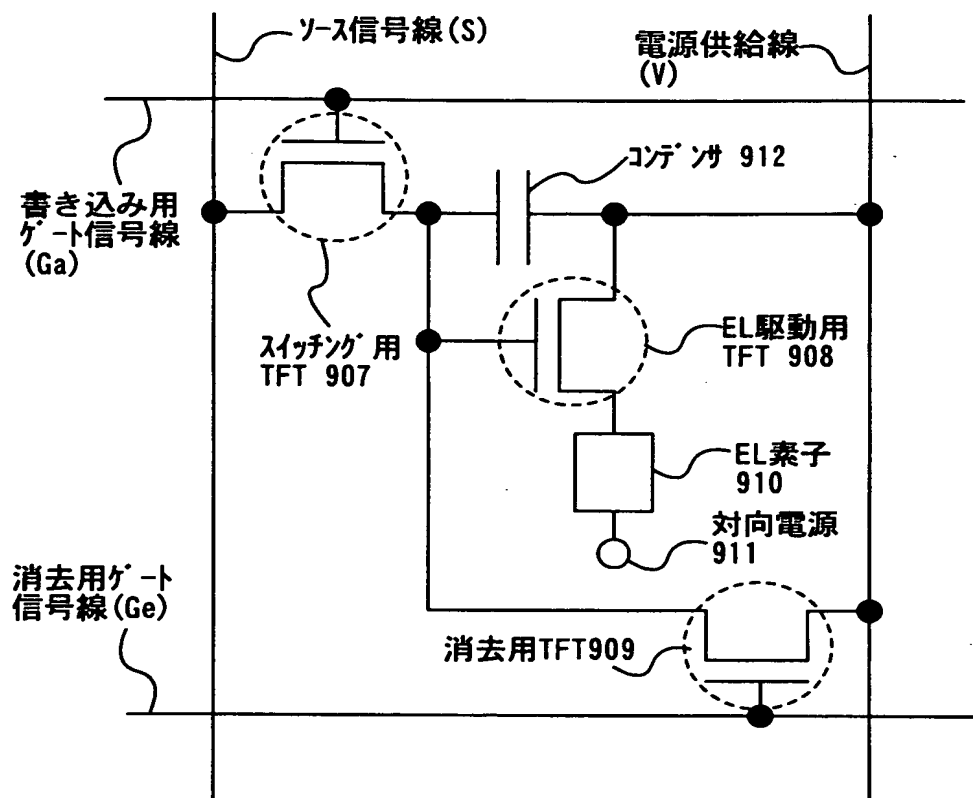 ソース信号線(S)
電源供給線
(V)
コンデンサ 912
書き込み用
ゲート信号線
(Ga)
スイッチング用
TFT 907
EL駆動用
TFT 908
EL素子
910
対向電源
911
消去用ゲート
信号線(Ge)
消去用TFT909